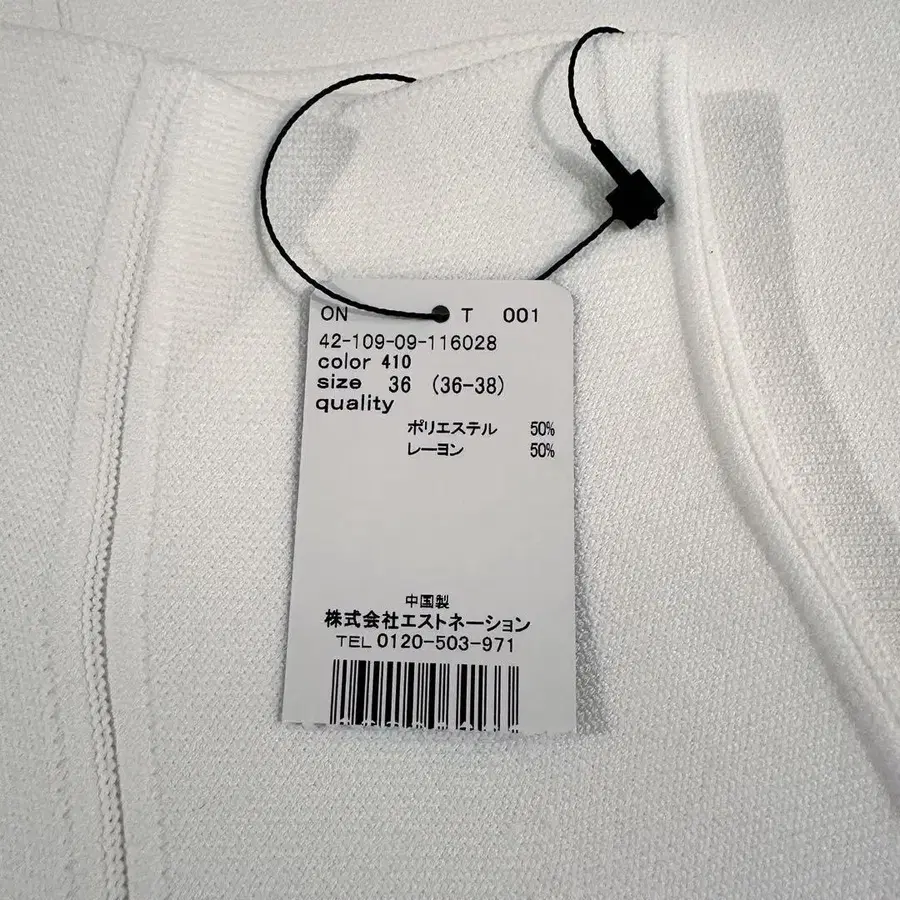 ON T 001
42-109-09-116028
color 410
size 36 (36-38)
quality
ポリエステル 50%
レーヨン 50%
中国製
株式会社エストネーション
TEL 0120-503-971